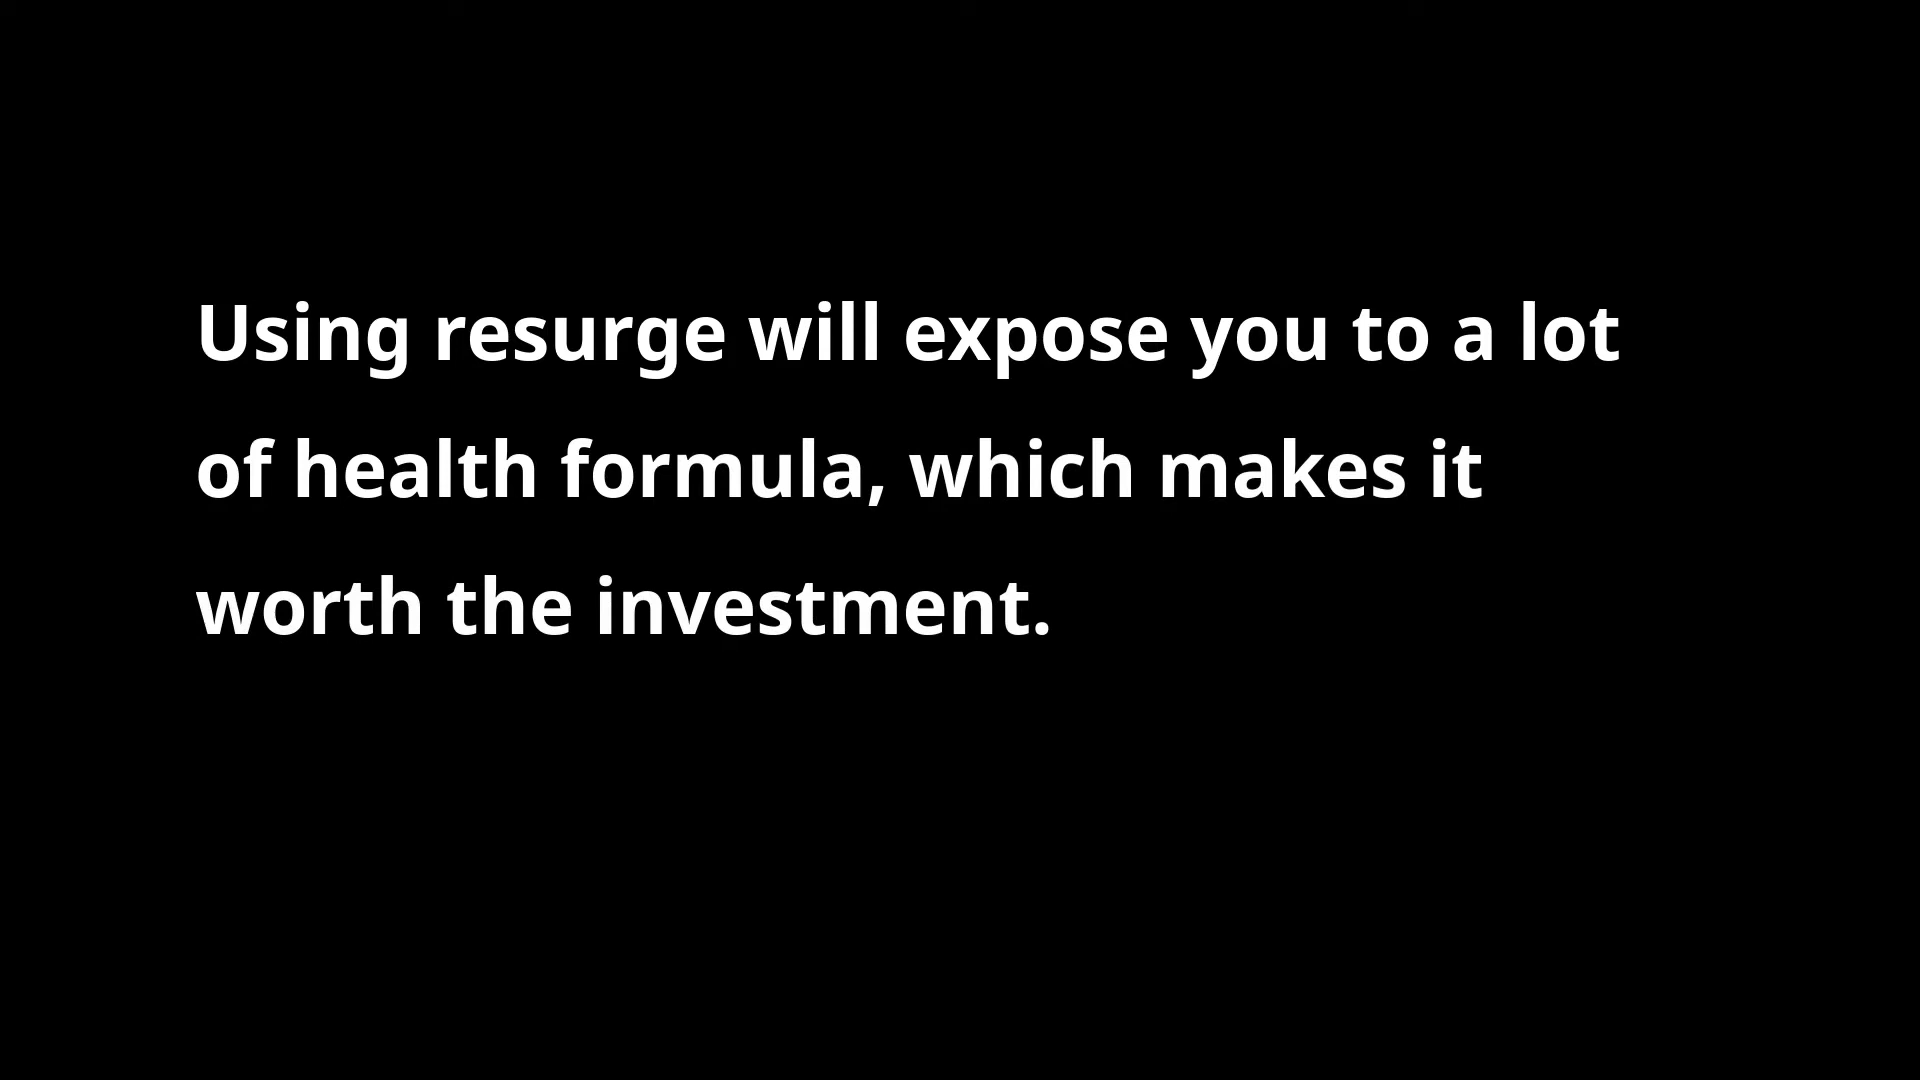 Using resurge will expose you to a lot
of health formula, which makes it
worth the investment.